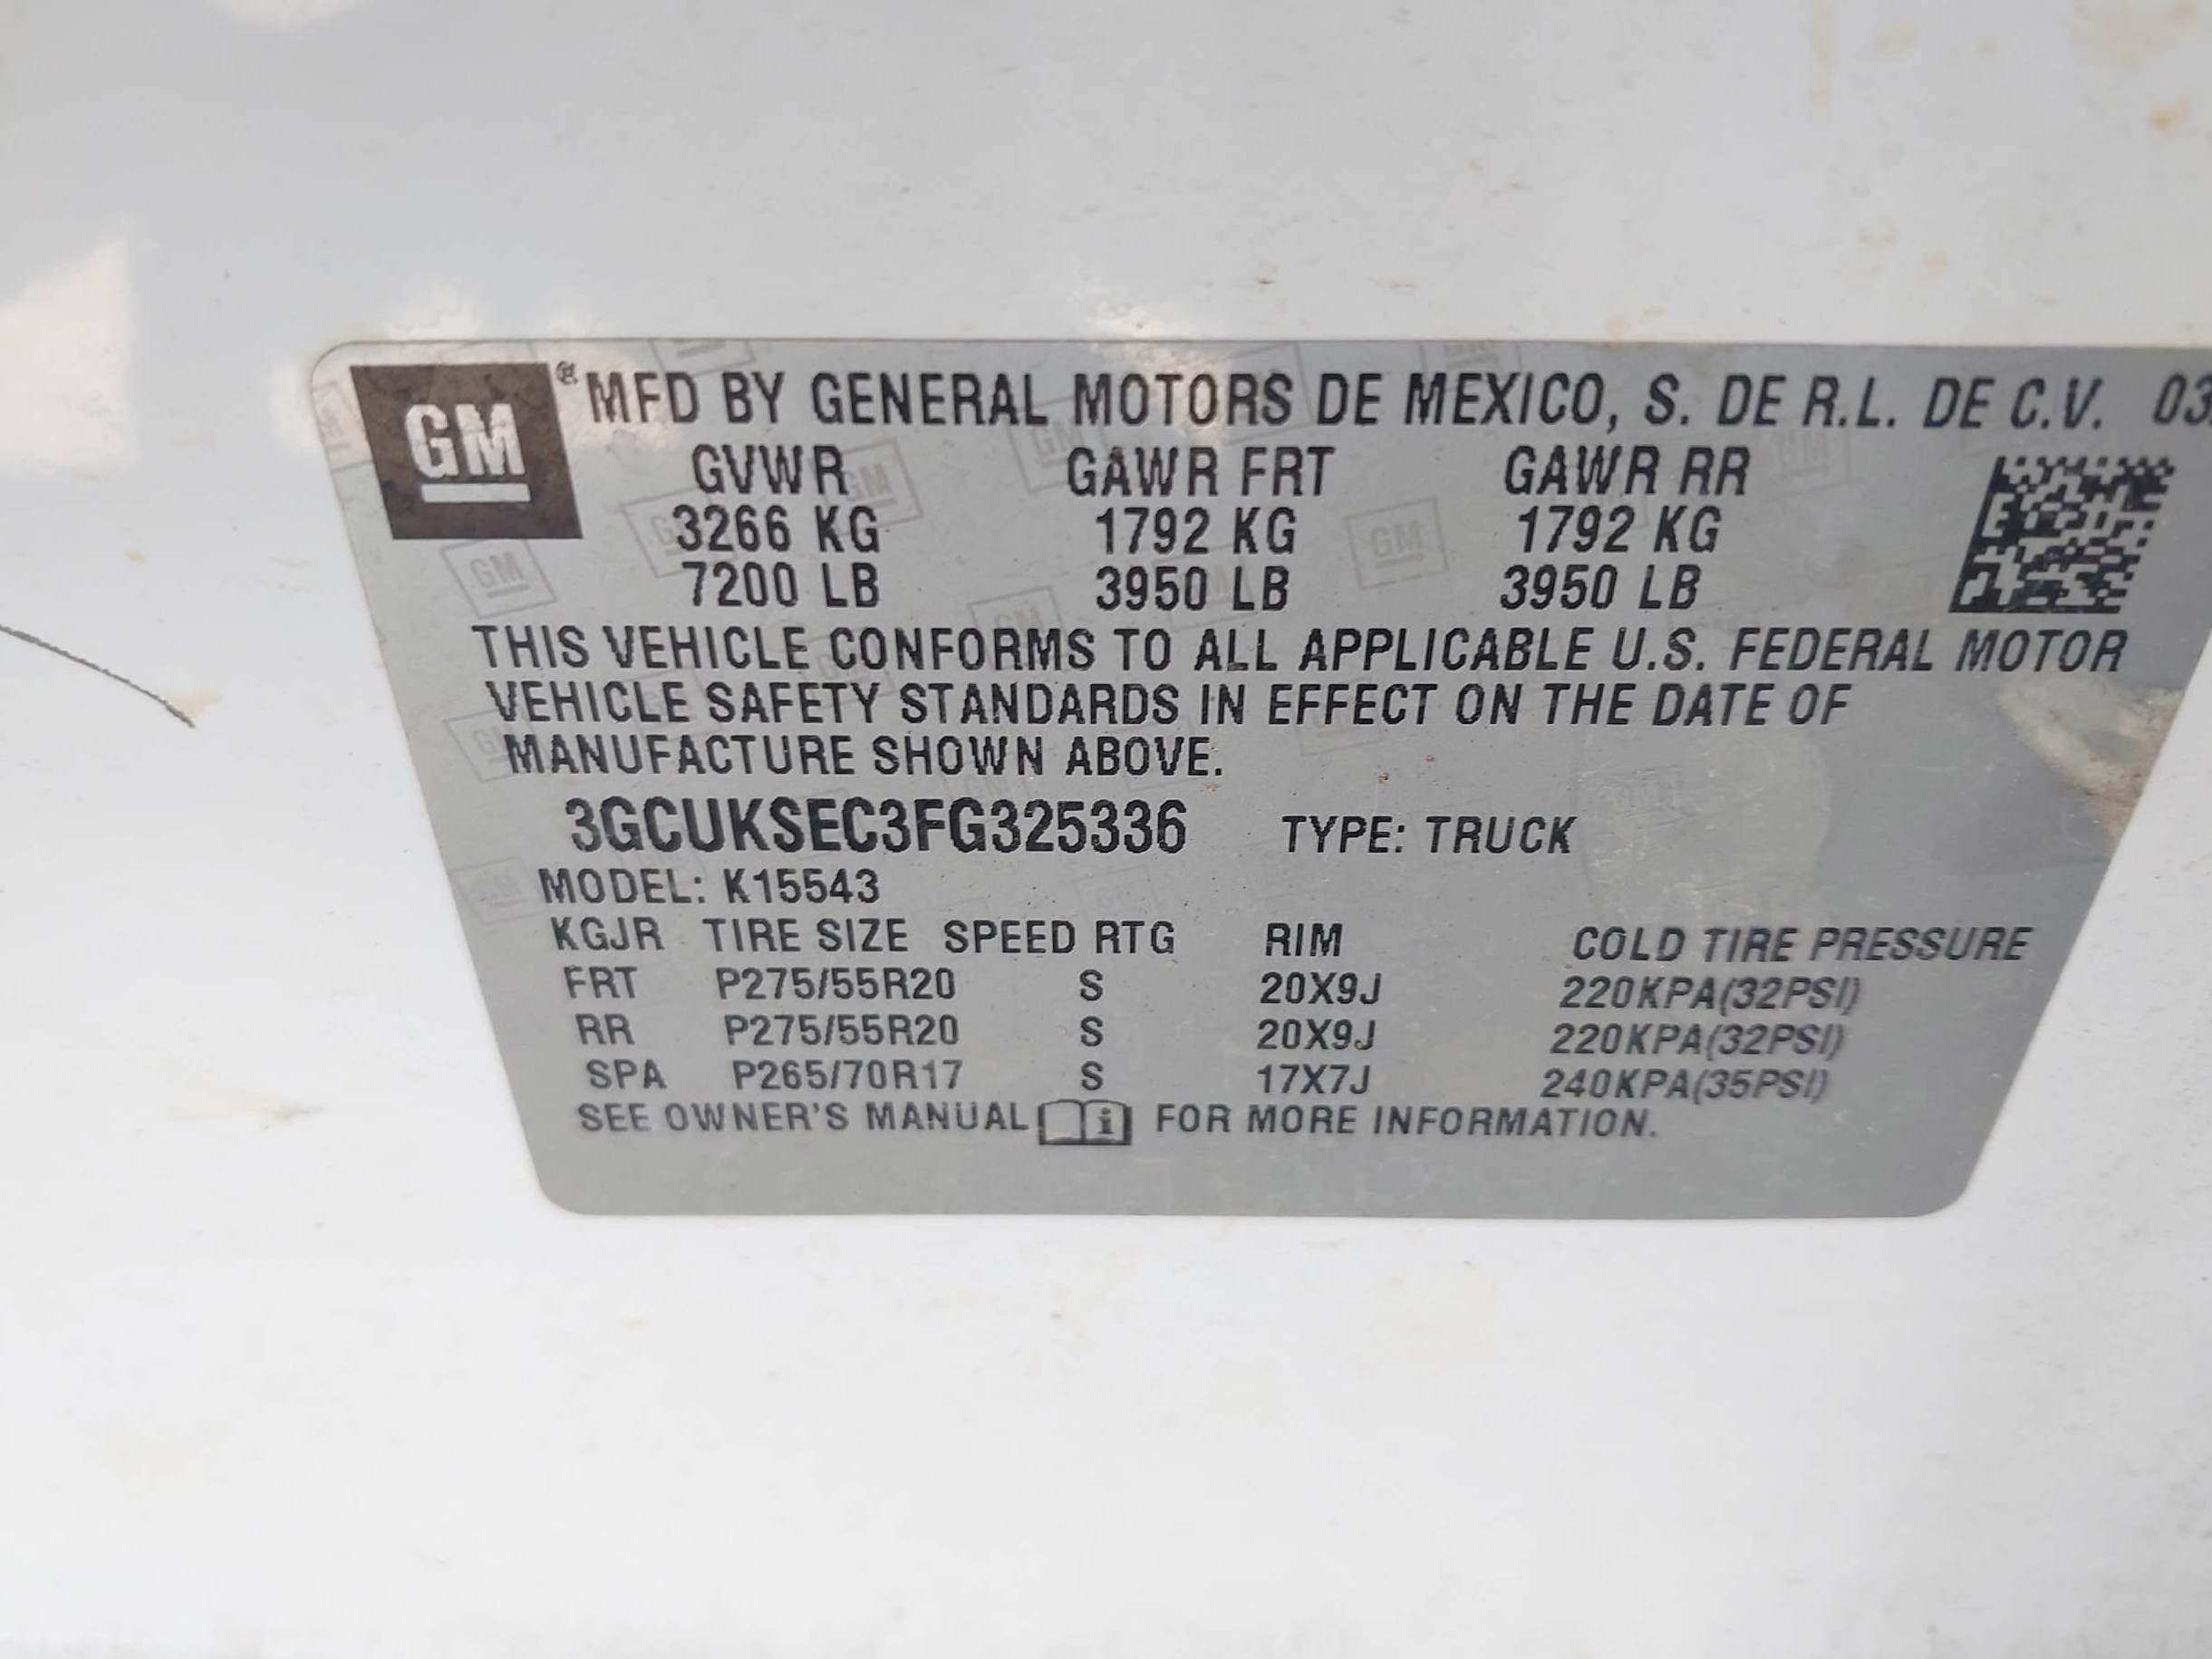 GM ® MFD BY GENERAL MOTORS DE MEXICO, S. DE R.L. DE C.V. 03
GVWR GAWR FRT GAWR RR
3266 KG 1792 KG 1792 KG
7200 LB 3950 LB 3950 LB
THIS VEHICLE CONFORMS TO ALL APPLICABLE U.S. FEDERAL MOTOR
VEHICLE SAFETY STANDARDS IN EFFECT ON THE DATE OF
MANUFACTURE SHOWN ABOVE.
3GCUKSEC3FG325336 TYPE: TRUCK
MODEL: K15543
KGJR TIRE SIZE SPEED RTG RIM COLD TIRE PRESSURE
FRT P275/55R20 S 20X9J 220KPA(32PSI)
RR P275/55R20 S 20X9J 220KPA(32PSI)
SPA P265/70R17 S 17X7J 240KPA(35PSI)
SEE OWNER'S MANUAL i FOR MORE INFORMATION.